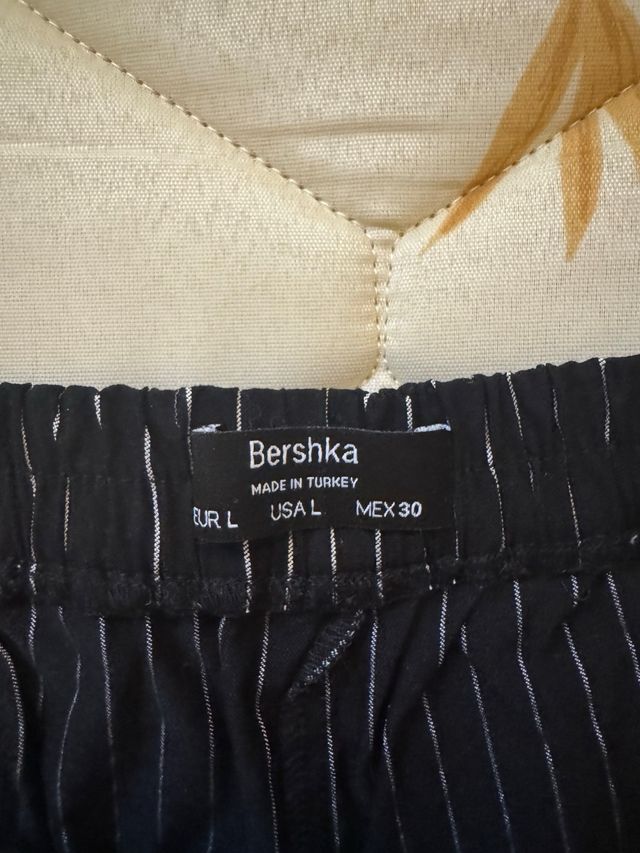 Bershka
MADE IN TURKEY
EUR L USA L MEX 30